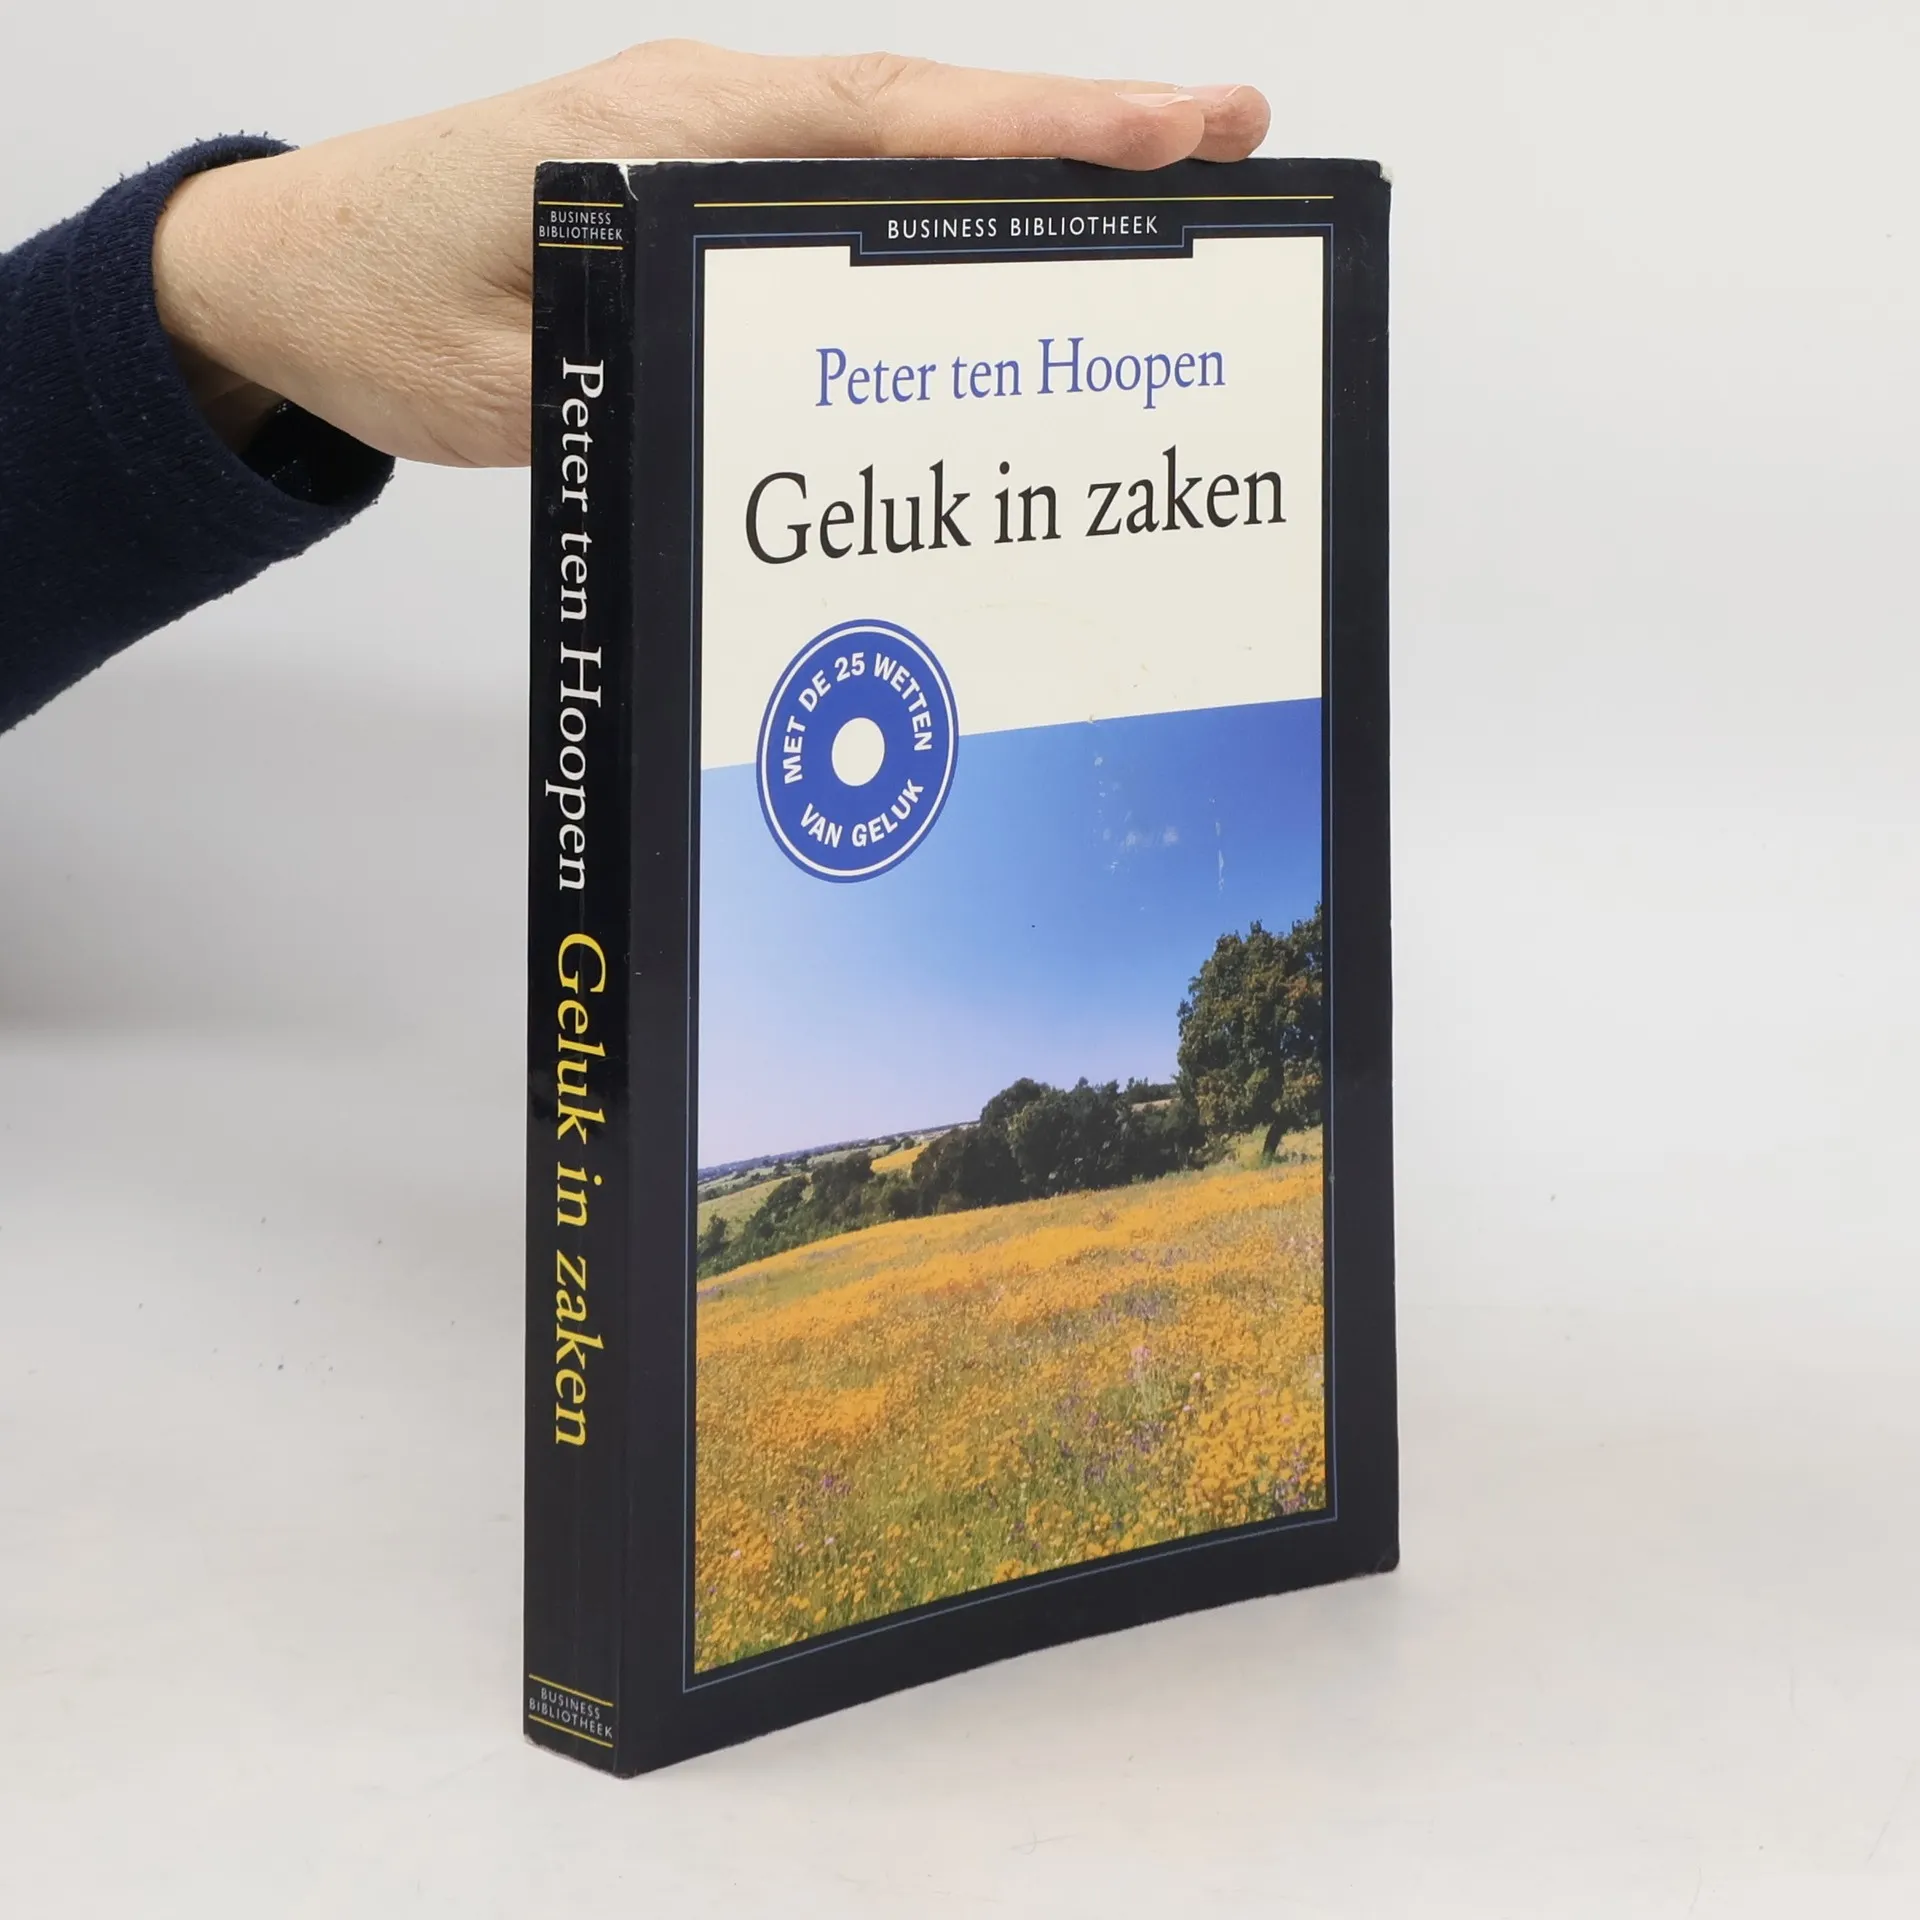 BUSINESS
BIBLIOTHEEK
Peter ten Hoopen Geluk in zaken
BUSINESS
BIBLIOTHEEK
BUSINESS BIBLIOTHEEK
Peter ten Hoopen
Geluk in zaken
MET DE 25 WETTEN
VAN GELUK